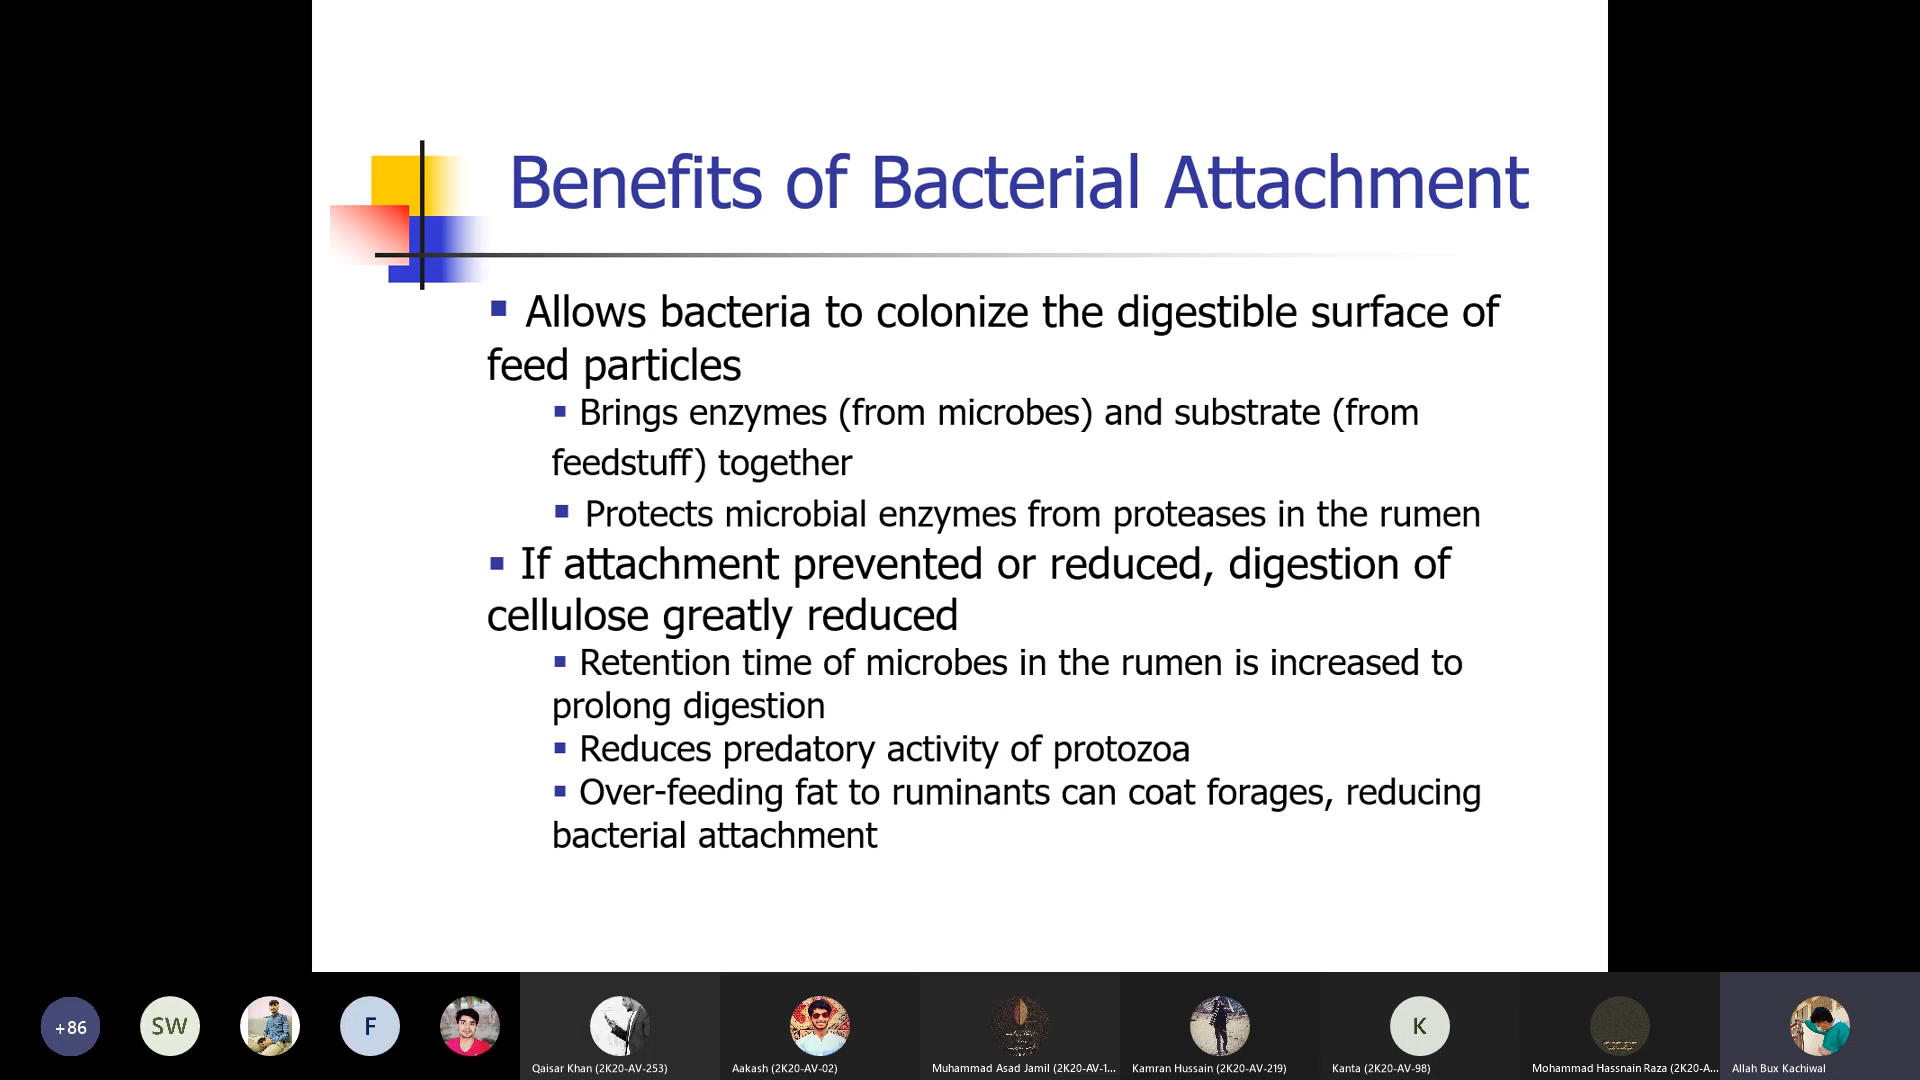 Benefits of Bacterial Attachment
▪ Allows bacteria to colonize the digestible surface of
feed particles
▪ Brings enzymes (from microbes) and substrate (from
feedstuff) together
▪ Protects microbial enzymes from proteases in the rumen
▪ If attachment prevented or reduced, digestion of
cellulose greatly reduced
▪ Retention time of microbes in the rumen is increased to
prolong digestion
▪ Reduces predatory activity of protozoa
▪ Over-feeding fat to ruminants can coat forages, reducing
bacterial attachment
+86
SW
F
K
Qaisar Khan (2K20-AV-253)
Aakash (2K20-AV-02)
Muhammad Asad Jamil (2K20-AV-1...
Kamran Hussain (2K20-AV-219)
Kanta (2K20-AV-98)
Mohammad Hassnain Raza (2K20-A...
Allah Bux Kachiwal